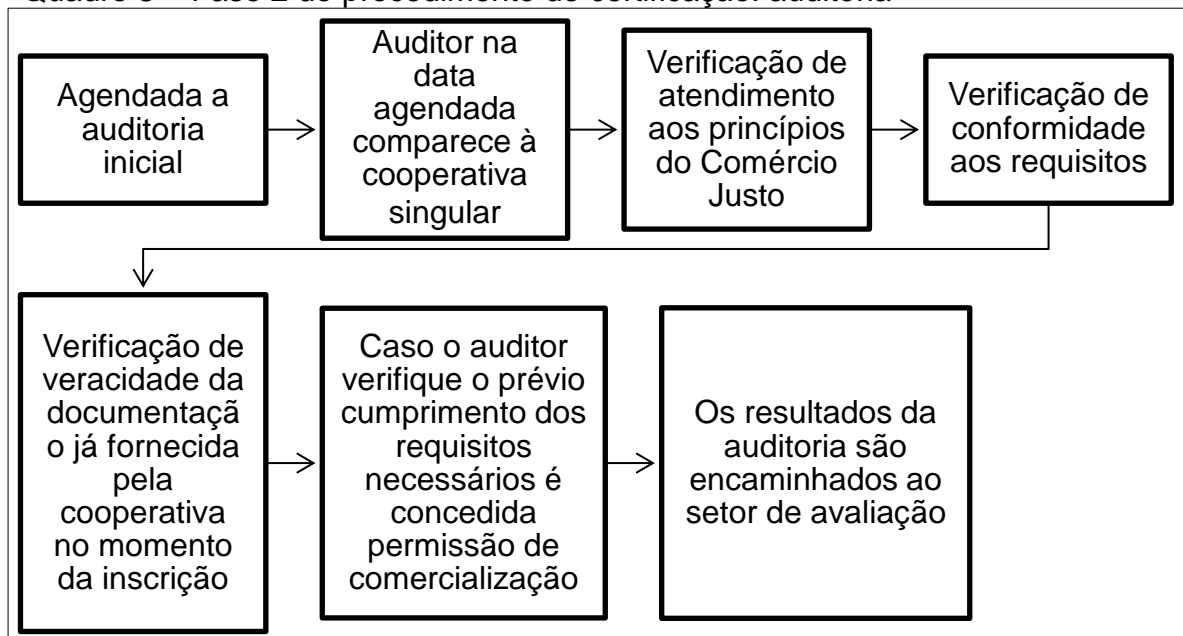 Agendada a
auditoria
inicial
Auditor na
data
agendada
comparece à
cooperativa
singular
Verificação de
atendimento
aos princípios
do Comércio
Justo
Verificação de
conformidade
aos requisitos
Verificação de
veracidade da
documentaçã
o já fornecida
pela
cooperativa
no momento
da inscrição
Caso o auditor
verifique o prévio
cumprimento dos
requisitos
necessários é
concedida
permissão de
comercialização
Os resultados da
auditoria são
encaminhados ao
setor de avaliação